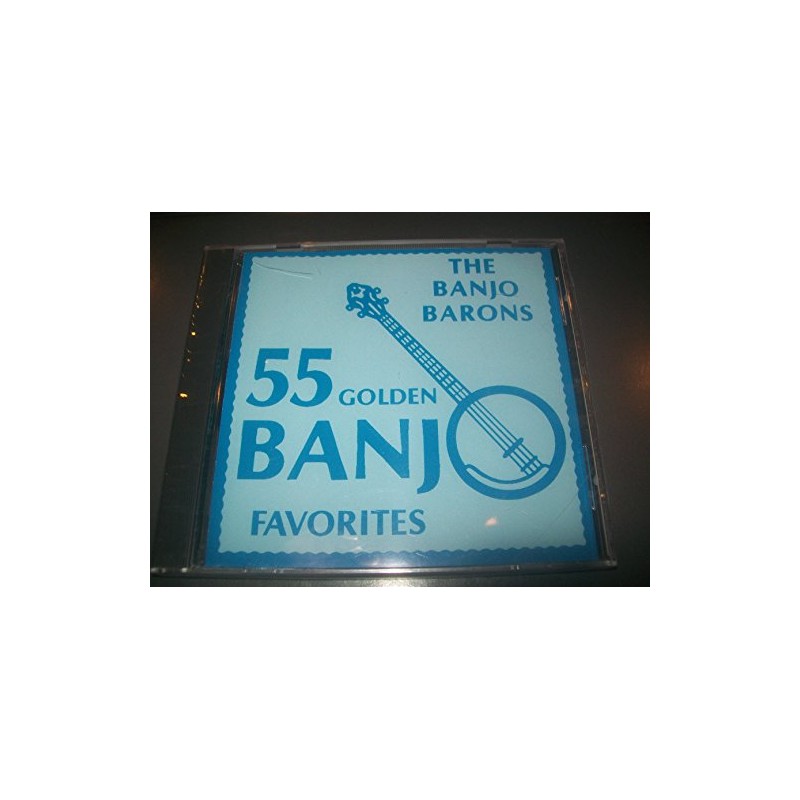 THE
BANJO
BARONS
55 GOLDEN
BANJO
FAVORITES